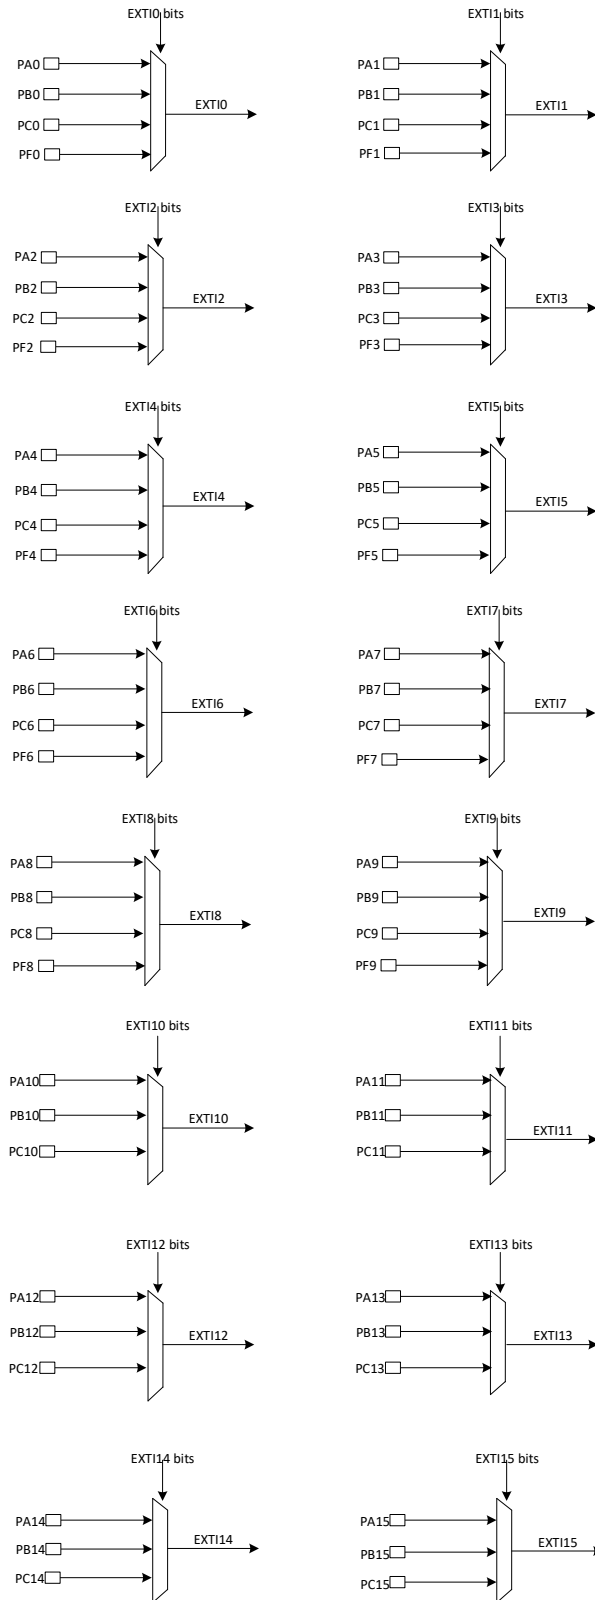 EXTI0 bits EXTI1 bits
PA0 PA1
PB0 PB1
EXTI0 EXTI1
PC0 PC1
PF0 PF1
EXTI2 bits EXTI3 bits
PA2 PA3
PB2 PB3
EXTI2 EXTI3
PC2 PC3
PF2 PF3
EXTI4 bits EXTI5 bits
PA4 PA5
PB4 PB5
EXTI4 EXTI5
PC4 PC5
PF4 PF5
EXTI6 bits EXTI7 bits
PA6 PA7
PB6 PB7
EXTI6 EXTI7
PC6 PC7
PF6 PF7
EXTI8 bits EXTI9 bits
PA8 PA9
PB8 PB9
EXTI8 EXTI9
PC8 PC9
PF8 PF9
EXTI10 bits EXTI11 bits
PA10 PA11
PB10 PB11
EXTI10 EXTI11
PC10 PC11
EXTI12 bits EXTI13 bits
PA12 PA13
PB12 PB13
EXTI12 EXTI13
PC12 PC13
EXTI14 bits EXTI15 bits
PA14 PA15
EXTI14 EXTI15
PB14 PB15
PC14 PC15